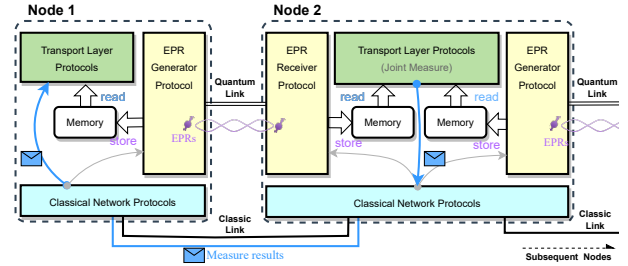 Node 1
Node 2
Transport Layer
Protocols
EPR
Generator
Protocol
read
Memory
store
EPRs
Classical Network Protocols
Quantum
Link
EPR
Receiver
Protocol
Transport Layer Protocols
(Joint Measure)
EPR
Generator
Protocol
read
read
Memory
Memory
store
store
EPRs
Classical Network Protocols
Quantum
Link
Classic
Link
Classic
Link
Measure results
Subsequent Nodes